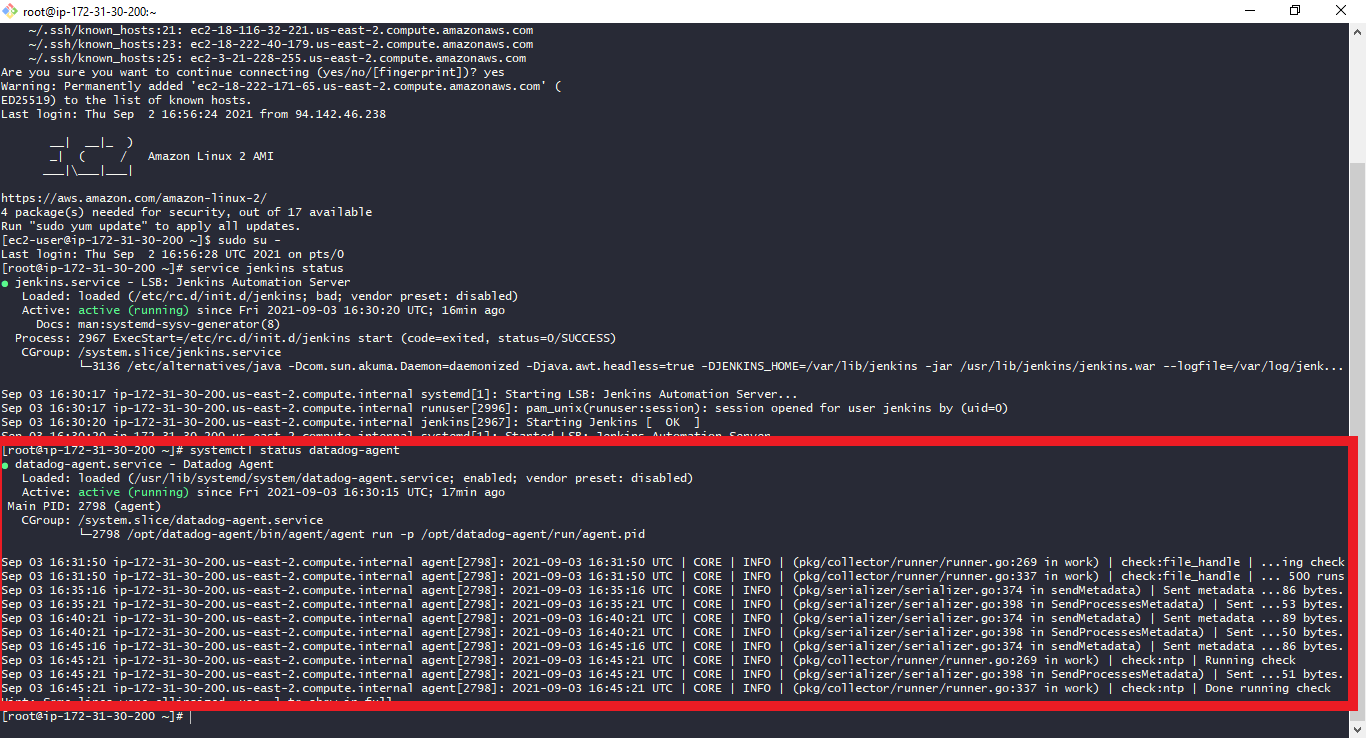 root@ip-172-31-30-200:~
~/.ssh/known_hosts:21: ec2-18-116-32-221.us-east-2.compute.amazonaws.com
~/.ssh/known_hosts:23: ec2-18-222-40-179.us-east-2.compute.amazonaws.com
~/.ssh/known_hosts:25: ec2-3-21-228-255.us-east-2.compute.amazonaws.com
Are you sure you want to continue connecting (yes/no/[fingerprint])? yes
Warning: Permanently added 'ec2-18-222-171-65.us-east-2.compute.amazonaws.com' (
ED25519) to the list of known hosts.
Last login: Thu Sep  2 16:56:24 2021 from 94.142.46.238
__|  __|_  )
_|  (     /   Amazon Linux 2 AMI
___|\___|___|
https://aws.amazon.com/amazon-linux-2/
4 package(s) needed for security, out of 17 available
Run "sudo yum update" to apply all updates.
[ec2-user@ip-172-31-30-200 ~]$ sudo su -
Last login: Thu Sep  2 16:56:28 UTC 2021 on pts/0
[root@ip-172-31-30-200 ~]# service jenkins status
● jenkins.service - LSB: Jenkins Automation Server
Loaded: loaded (/etc/rc.d/init.d/jenkins; bad; vendor preset: disabled)
Active: active (running) since Fri 2021-09-03 16:30:20 UTC; 16min ago
Docs: man:systemd-sysv-generator(8)
Process: 2967 ExecStart=/etc/rc.d/init.d/jenkins start (code=exited, status=0/SUCCESS)
CGroup: /system.slice/jenkins.service
└─3136 /etc/alternatives/java -Dcom.sun.akuma.Daemon=daemonized -Djava.awt.headless=true -DJENKINS_HOME=/var/lib/jenkins -jar /usr/lib/jenkins/jenkins.war --logfile=/var/log/jenk...
Sep 03 16:30:17 ip-172-31-30-200.us-east-2.compute.internal systemd[1]: Starting LSB: Jenkins Automation Server...
Sep 03 16:30:17 ip-172-31-30-200.us-east-2.compute.internal runuser[2996]: pam_unix(runuser:session): session opened for user jenkins by (uid=0)
Sep 03 16:30:20 ip-172-31-30-200.us-east-2.compute.internal jenkins[2967]: Starting Jenkins [  OK  ]
Sep 03 16:30:20 ip-172-31-30-200.us-east-2.compute.internal systemd[1]: Started LSB: Jenkins Automation Server.
[root@ip-172-31-30-200 ~]# systemctl status datadog-agent
● datadog-agent.service - Datadog Agent
Loaded: loaded (/usr/lib/systemd/system/datadog-agent.service; enabled; vendor preset: disabled)
Active: active (running) since Fri 2021-09-03 16:30:15 UTC; 17min ago
Main PID: 2798 (agent)
CGroup: /system.slice/datadog-agent.service
└─2798 /opt/datadog-agent/bin/agent/agent run -p /opt/datadog-agent/run/agent.pid
Sep 03 16:31:50 ip-172-31-30-200.us-east-2.compute.internal agent[2798]: 2021-09-03 16:31:50 UTC | CORE | INFO | (pkg/collector/runner/runner.go:269 in work) | check:file_handle | ...ing check
Sep 03 16:31:50 ip-172-31-30-200.us-east-2.compute.internal agent[2798]: 2021-09-03 16:31:50 UTC | CORE | INFO | (pkg/collector/runner/runner.go:337 in work) | check:file_handle | ... 500 runs
Sep 03 16:35:16 ip-172-31-30-200.us-east-2.compute.internal agent[2798]: 2021-09-03 16:35:16 UTC | CORE | INFO | (pkg/serializer/serializer.go:374 in sendMetadata) | Sent metadata ...86 bytes.
Sep 03 16:35:21 ip-172-31-30-200.us-east-2.compute.internal agent[2798]: 2021-09-03 16:35:21 UTC | CORE | INFO | (pkg/serializer/serializer.go:398 in SendProcessesMetadata) | Sent ...53 bytes.
Sep 03 16:40:21 ip-172-31-30-200.us-east-2.compute.internal agent[2798]: 2021-09-03 16:40:21 UTC | CORE | INFO | (pkg/serializer/serializer.go:374 in sendMetadata) | Sent metadata ...89 bytes.
Sep 03 16:40:21 ip-172-31-30-200.us-east-2.compute.internal agent[2798]: 2021-09-03 16:40:21 UTC | CORE | INFO | (pkg/serializer/serializer.go:398 in SendProcessesMetadata) | Sent ...50 bytes.
Sep 03 16:45:16 ip-172-31-30-200.us-east-2.compute.internal agent[2798]: 2021-09-03 16:45:16 UTC | CORE | INFO | (pkg/serializer/serializer.go:374 in sendMetadata) | Sent metadata ...86 bytes.
Sep 03 16:45:21 ip-172-31-30-200.us-east-2.compute.internal agent[2798]: 2021-09-03 16:45:21 UTC | CORE | INFO | (pkg/collector/runner/runner.go:269 in work) | check:ntp | Running check
Sep 03 16:45:21 ip-172-31-30-200.us-east-2.compute.internal agent[2798]: 2021-09-03 16:45:21 UTC | CORE | INFO | (pkg/serializer/serializer.go:398 in SendProcessesMetadata) | Sent ...51 bytes.
Sep 03 16:45:21 ip-172-31-30-200.us-east-2.compute.internal agent[2798]: 2021-09-03 16:45:21 UTC | CORE | INFO | (pkg/collector/runner/runner.go:337 in work) | check:ntp | Done running check
Hint: Some lines were ellipsized, use -l to show in full.
[root@ip-172-31-30-200 ~]#